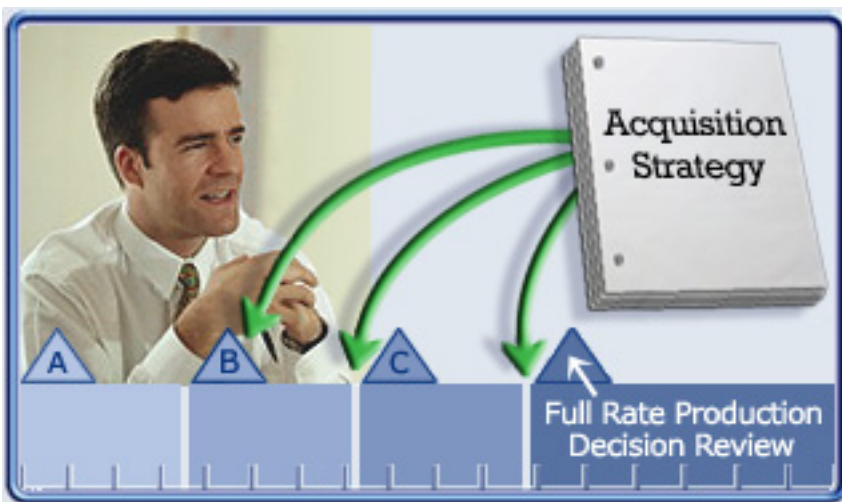 Acquisition
Strategy
A
B
C
Full Rate Production
Decision Review